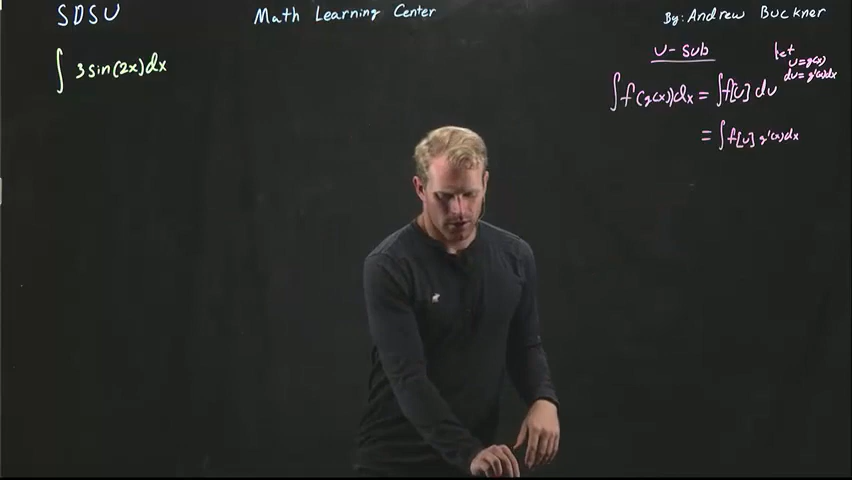 SDSU
Math Learning Center
By: Andrew Buckner
∫ 3sin(2x)dx
u-sub
let
u=g(x)
du=g'(x)dx
∫f(g(x))dx = ∫f[u] du
= ∫f[u] g'(x)dx